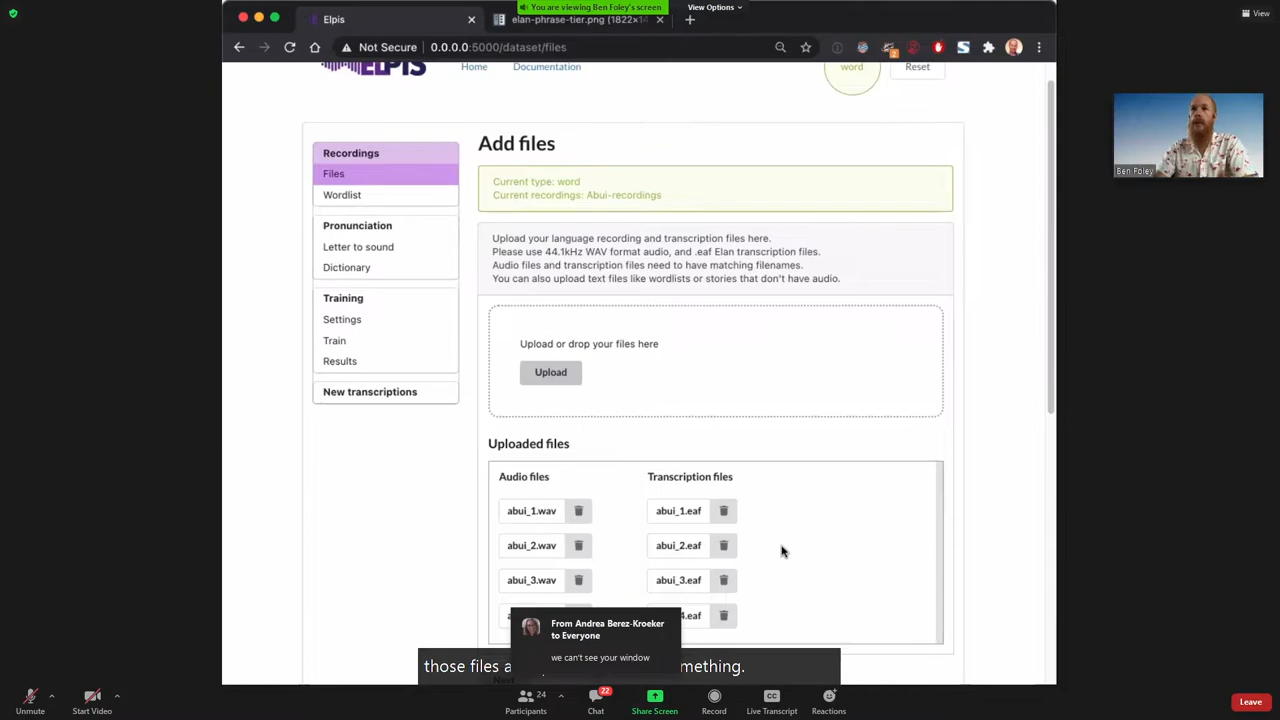 You are viewing Ben Foley's screen
View Options
View
Elpis
elan-phrase-tier.png (1822×14
Not Secure
0.0.0.0:5000/dataset/files
2
ELPIS
Home
Documentation
word
Reset
Recordings
Files
Wordlist
Pronunciation
Letter to sound
Dictionary
Training
Settings
Train
Results
New transcriptions
Add files
Current type: word
Current recordings: Abui-recordings
Upload your language recording and transcription files here.
Please use 44.1kHz WAV format audio, and .eaf Elan transcription files.
Audio files and transcription files need to have matching filenames.
You can also upload text files like wordlists or stories that don't have audio.
Upload or drop your files here
Upload
Uploaded files
Audio files
Transcription files
abui_1.wav
abui_1.eaf
abui_2.wav
abui_2.eaf
abui_3.wav
abui_3.eaf
4.eaf
Ben Foley
From Andrea Berez-Kroeker
to Everyone
we can't see your window
those files a
mething.
Unmute
Start Video
24
Participants
22
Chat
Share Screen
Record
CC
Live Transcript
Reactions
Leave